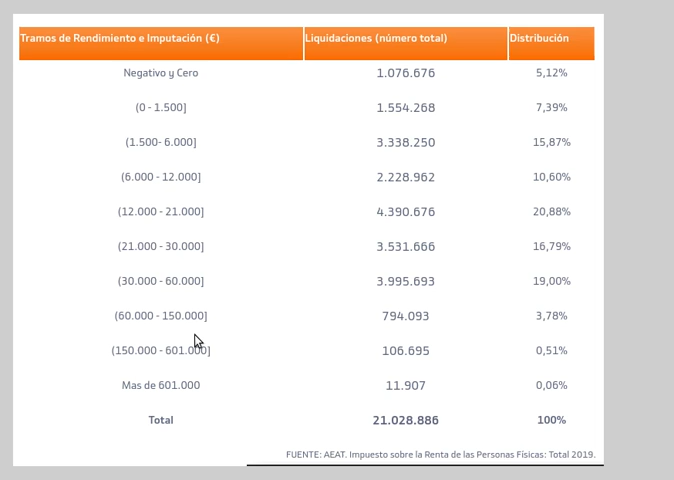 Tramos de Rendimiento e Imputación (€) Liquidaciones (número total) Distribución
Negativo y Cero 1.076.676 5,12%
(0 - 1.500] 1.554.268 7,39%
(1.500- 6.000] 3.338.250 15,87%
(6.000 - 12.000] 2.228.962 10,60%
(12.000 - 21.000] 4.390.676 20,88%
(21.000 - 30.000] 3.531.666 16,79%
(30.000 - 60.000] 3.995.693 19,00%
(60.000 - 150.000] 794.093 3,78%
(150.000 - 601.000] 106.695 0,51%
Mas de 601.000 11.907 0,06%
Total 21.028.886 100%
FUENTE: AEAT. Impuesto sobre la Renta de las Personas Físicas: Total 2019.